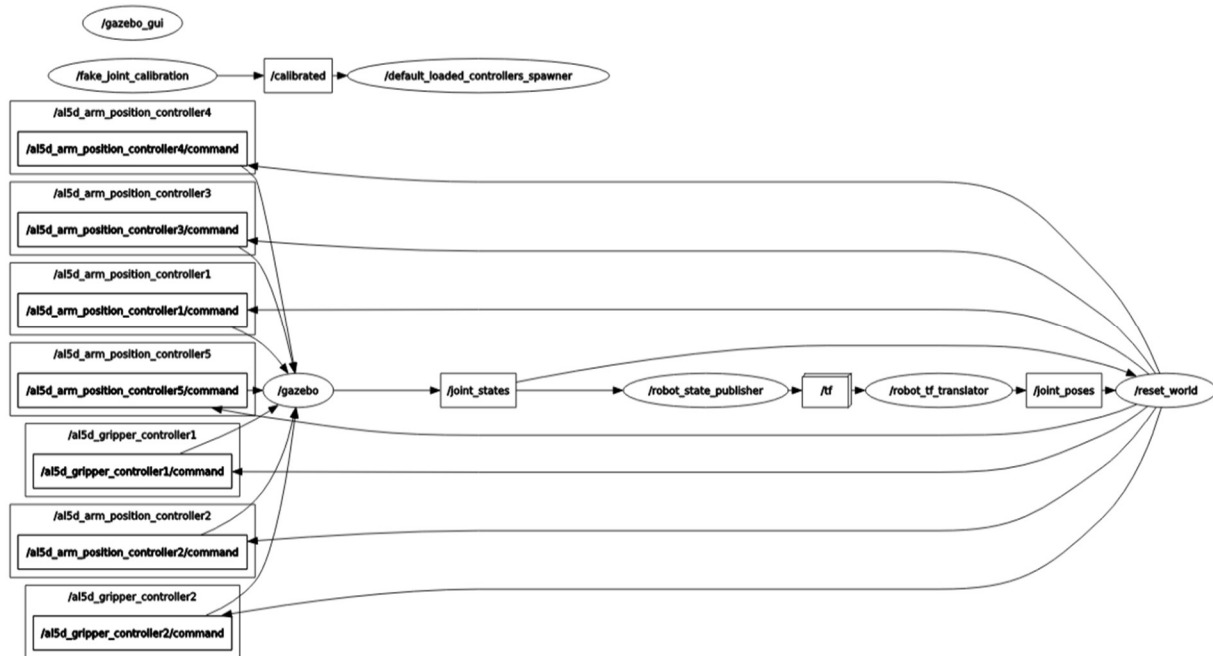 /gazebo_gui
/fake_joint_calibration
/calibrated
/default_loaded_controllers_spawner
/al5d_arm_position_controller4
/al5d_arm_position_controller4/command
/al5d_arm_position_controller3
/al5d_arm_position_controller3/command
/al5d_arm_position_controller1
/al5d_arm_position_controller1/command
/al5d_arm_position_controller5
/al5d_arm_position_controller5/command
/gazebo
/joint_states
/robot_state_publisher
/tf
/robot_tf_translator
/joint_poses
/reset_world
/al5d_gripper_controller1
/al5d_gripper_controller1/command
/al5d_arm_position_controller2
/al5d_arm_position_controller2/command
/al5d_gripper_controller2
/al5d_gripper_controller2/command